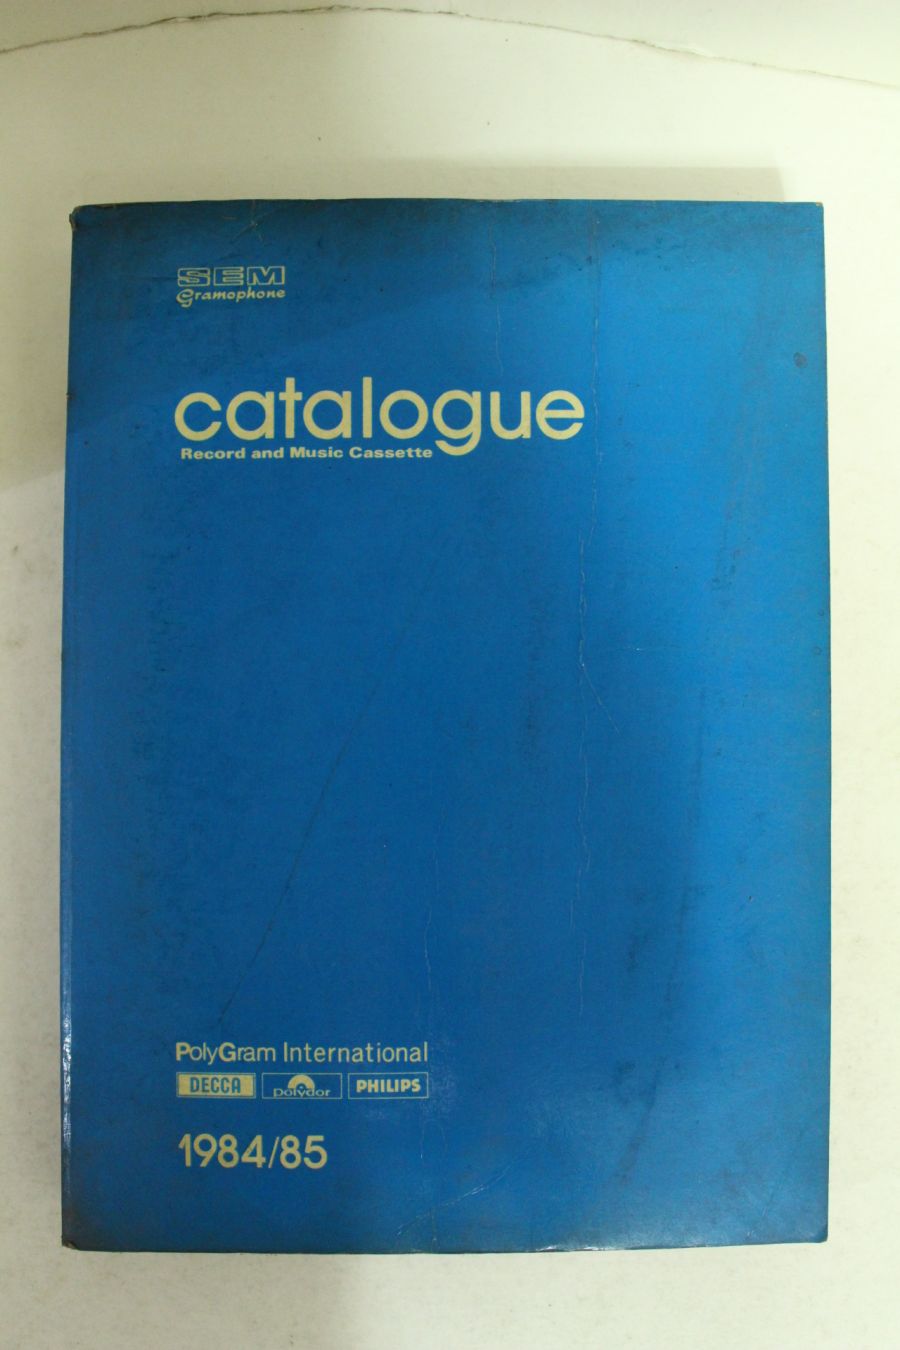 SEM
Gramophone
catalogue
Record and Music Cassette
PolyGram International
DECCA polydor PHILIPS
1984/85